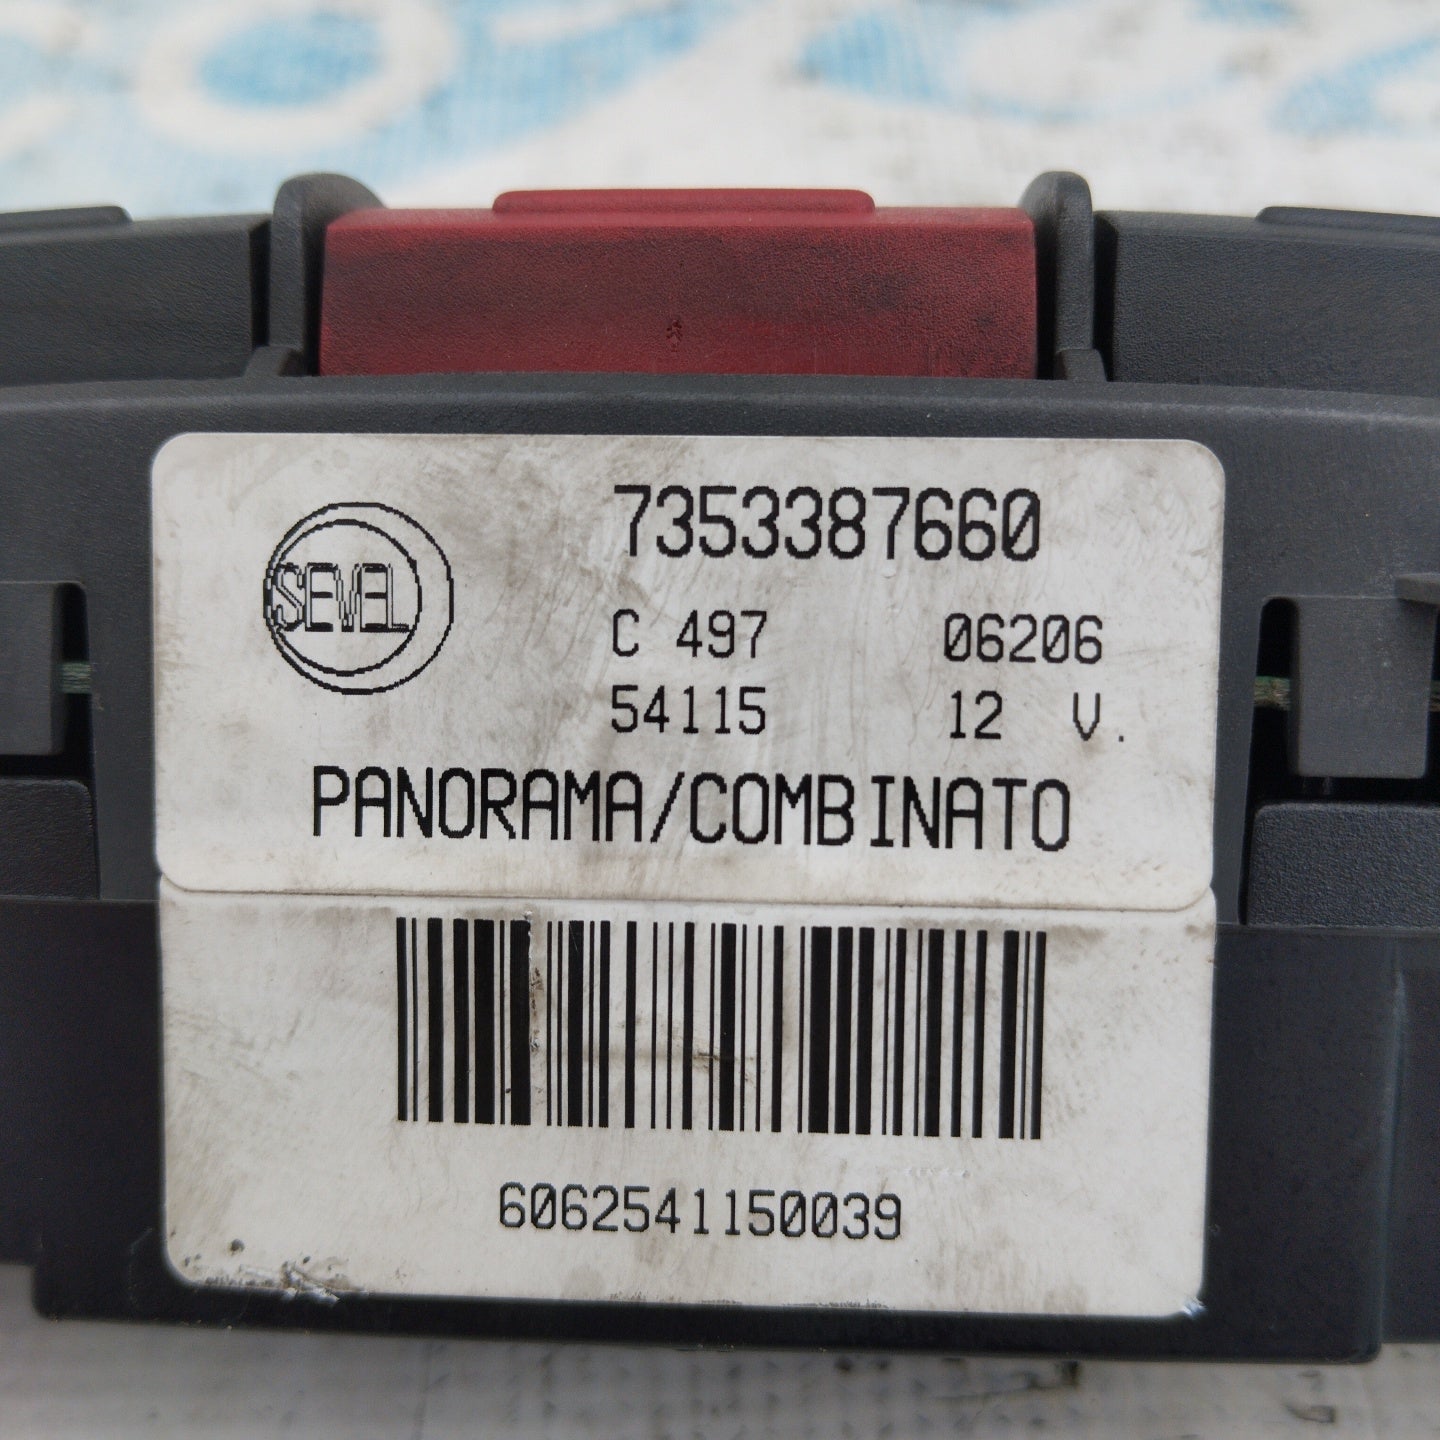 7353387660
SEVEL
C 497 06206
54115 12 V.
PANORAMA/COMBINATO
6062541150039